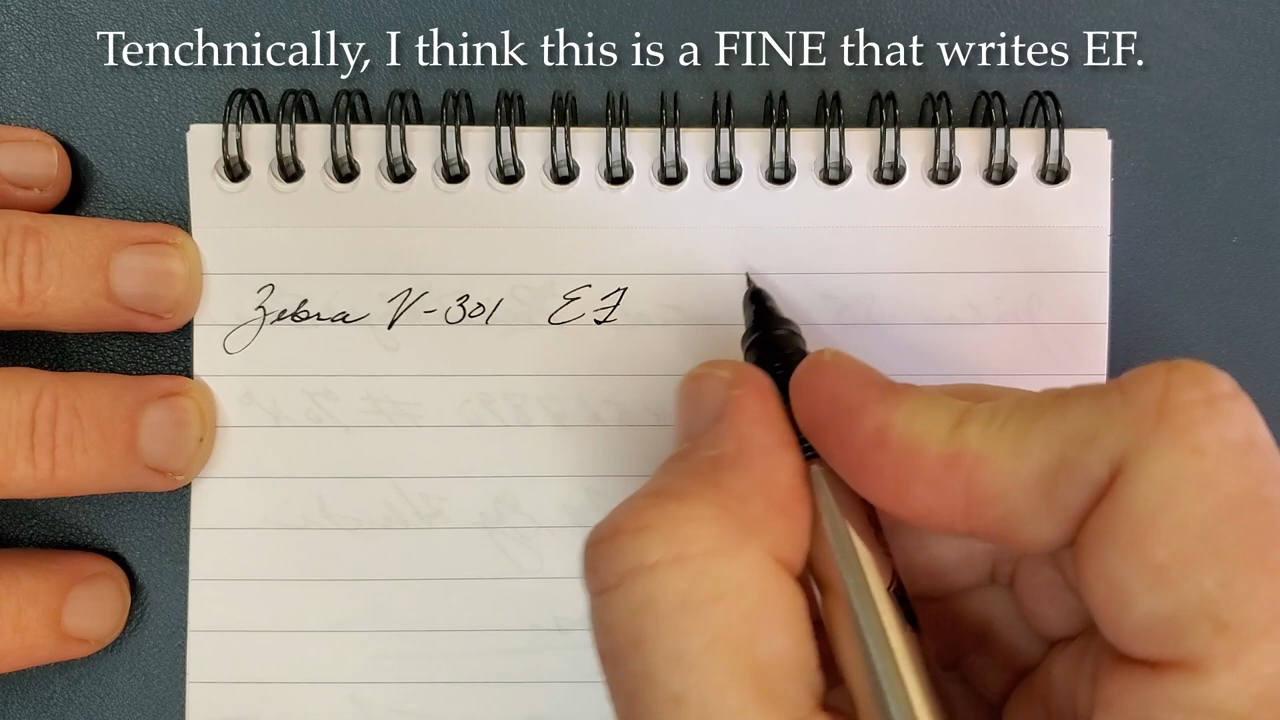 Tenchnically, I think this is a FINE that writes EF.
Zebra V-301 EF